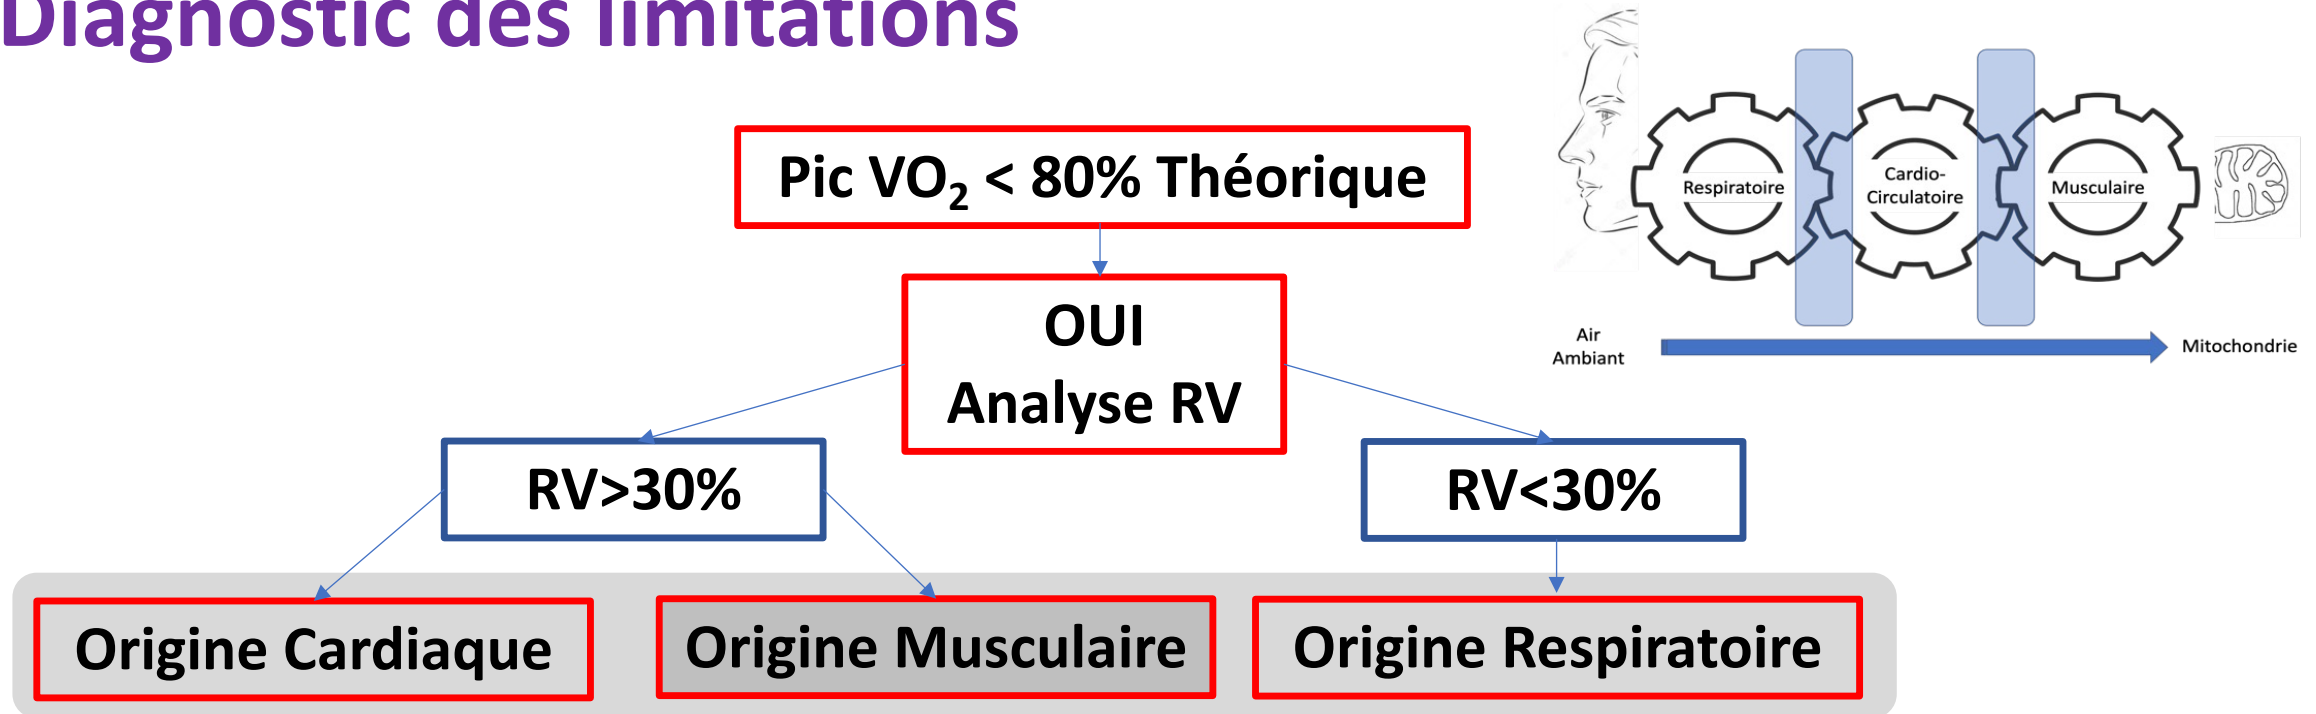 Diagnostic des limitations
Pic VO₂ < 80% Théorique
OUI
Analyse RV
RV>30%
RV<30%
Origine Cardiaque
Origine Musculaire
Origine Respiratoire
Respiratoire
Cardio-
Circulatoire
Musculaire
Air
Ambiant
Mitochondrie